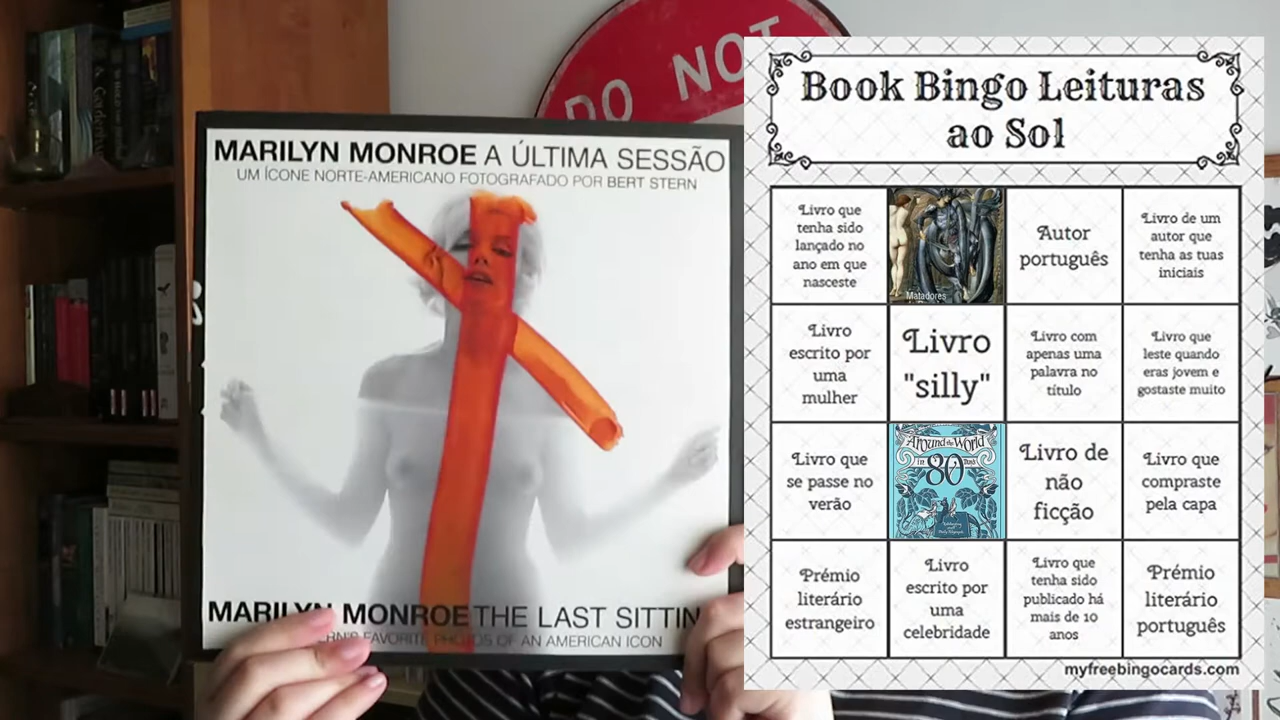 DO NOT
MARILYN MONROE A ÚLTIMA SESSÃO
UM ÍCONE NORTE-AMERICANO FOTOGRAFADO POR BERT STERN
MARILYN MONROE THE LAST SITTIN
FAVORITE PHOTOS OF AN AMERICAN ICON
Book Bingo Leituras
ao Sol
Livro que
tenha sido
lançado no
ano em que
nasceste
Matadores
Autor
português
Livro de um
autor que
tenha as tuas
iniciais
Livro
escrito por
uma
mulher
Livro
"silly"
Livro com
apenas uma
palavra no
título
Livro que
leste quando
eras jovem e
gostaste muito
Livro que
se passe no
verão
Around the World
in 80 Days
Livro de
não
ficção
Livro que
compraste
pela capa
Prémio
literário
estrangeiro
Livro
escrito por
uma
celebridade
Livro que
tenha sido
publicado há
mais de 10
anos
Prémio
literário
português
myfreebingocards.com